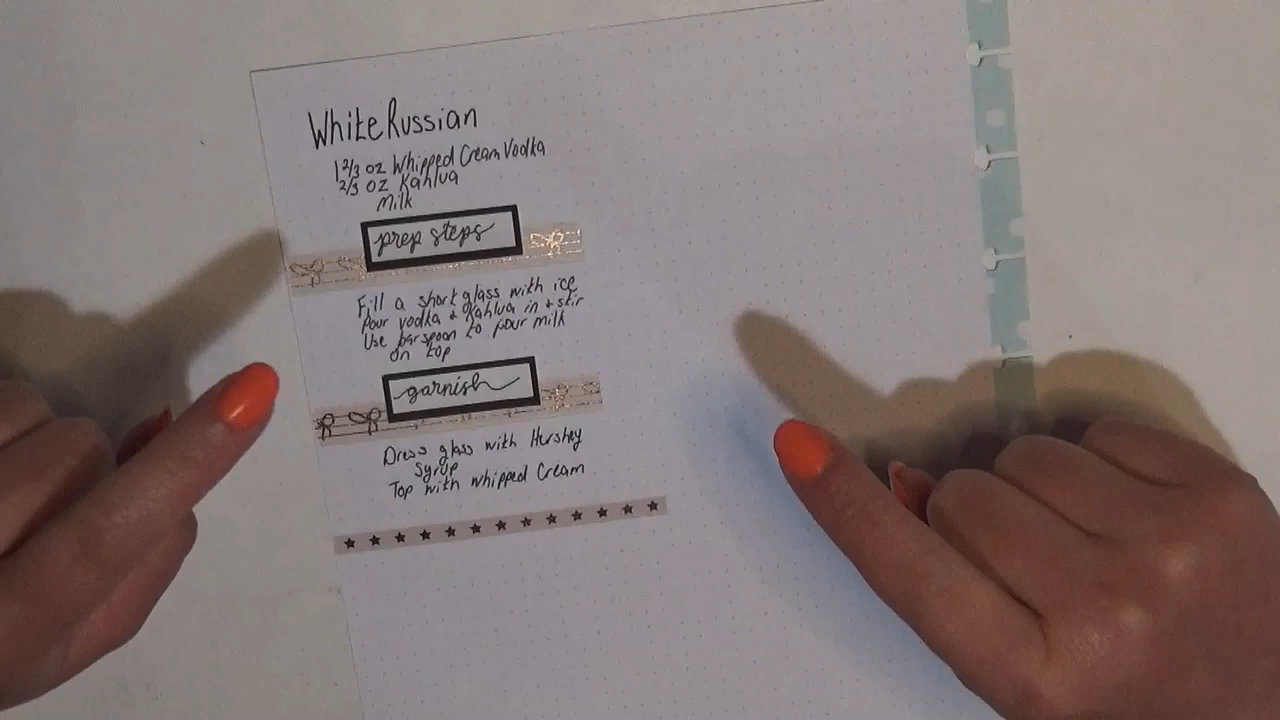 White Russian
1 2/3 oz Whipped Cream Vodka
2/3 oz Kahlua
Milk
prep steps
Fill a short glass with ice
Pour vodka & Kahlua in & stir
Use bar spoon to pour milk
on top
garnish
Dress glass with Hershey
Syrup
Top with whipped Cream